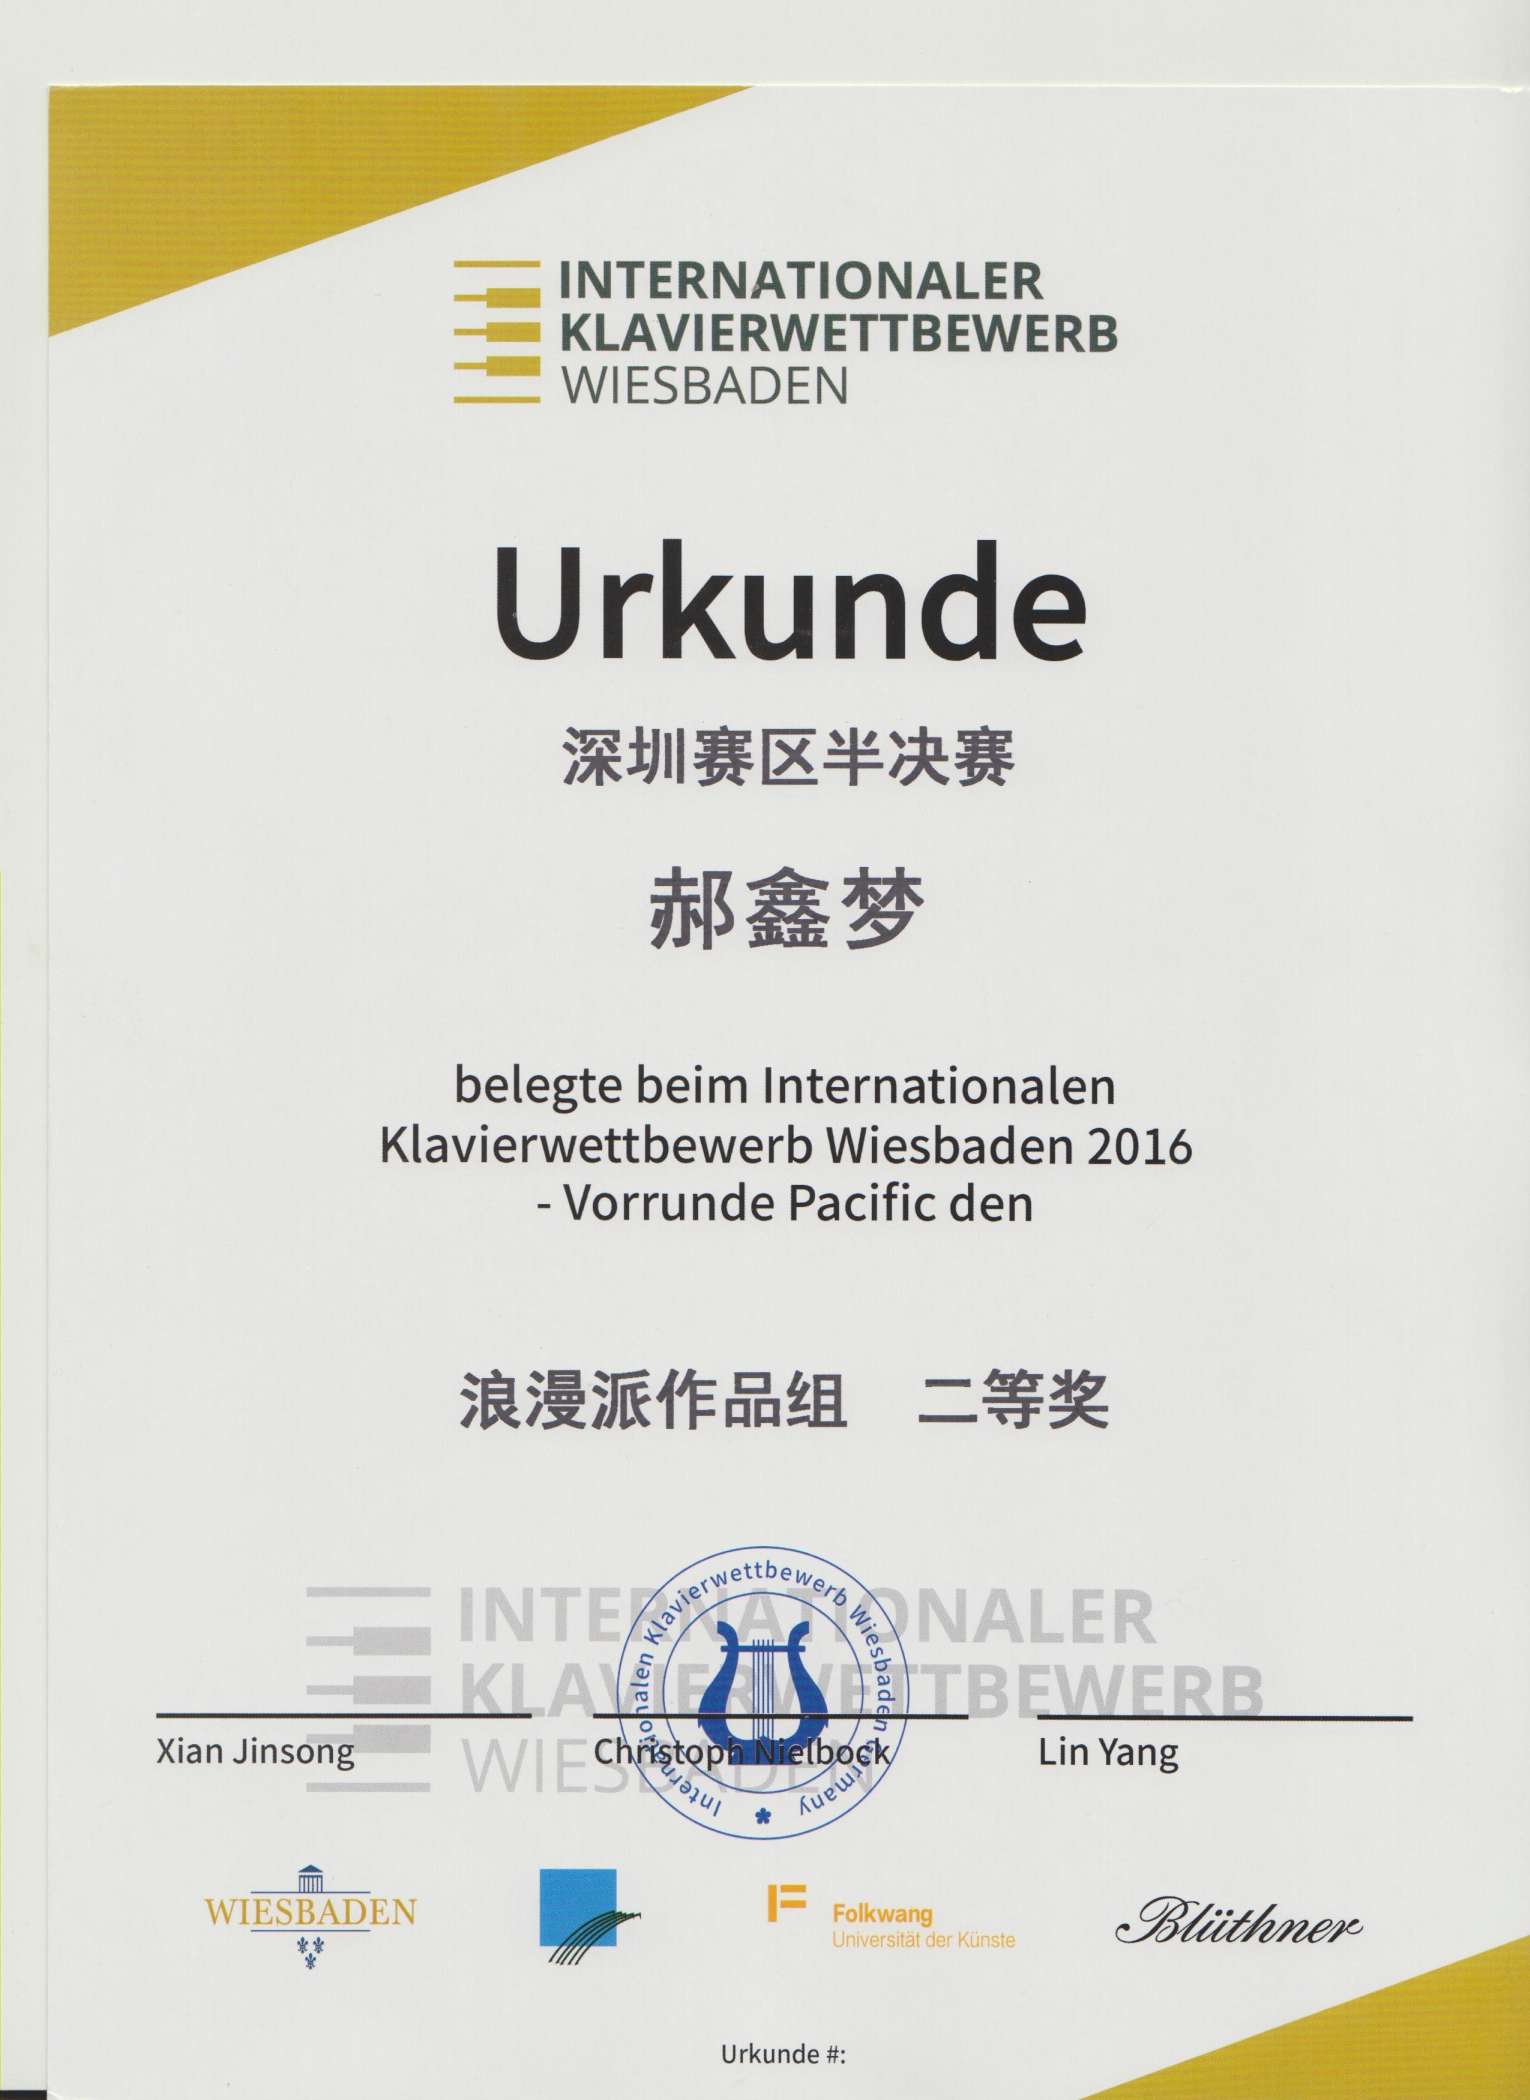 INTERNATIONALER
KLAVIERWETTBEWERB
WIESBADEN
Urkunde
深圳赛区半决赛
郝鑫梦
belegte beim Internationalen
Klavierwettbewerb Wiesbaden 2016
- Vorrunde Pacific den
浪漫派作品组 二等奖
INTERNATIONALER
KLAVIERWETTBEWERB
WIESBADEN
Internationalen Klavierwettbewerb Wiesbaden Germany
Xian Jinsong
Christoph Nielbock
Lin Yang
WIESBADEN
Folkwang
Universität der Künste
Blüthner
Urkunde #: